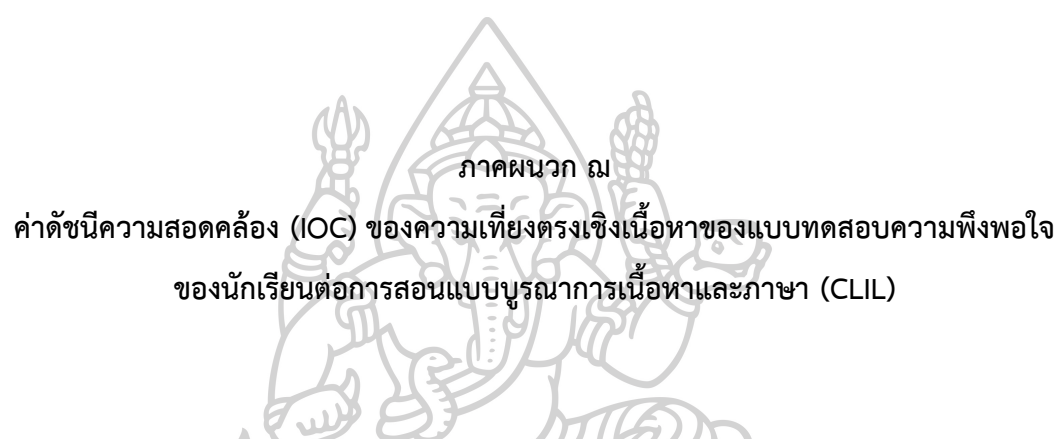 ภาคผนวก ฌ
ค่าดัชนีความสอดคล้อง (IOC) ของความเที่ยงตรงเชิงเนื้อหาของแบบทดสอบความพึงพอใจ
ของนักเรียนต่อการสอนแบบบูรณาการเนื้อหาและภาษา (CLIL)